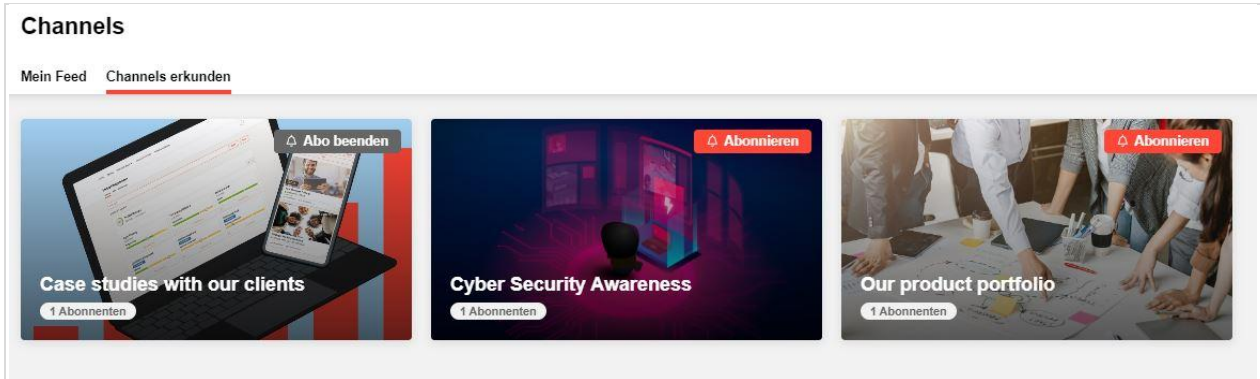 Channels
Mein Feed Channels erkunden
Abo beenden
Case studies with our clients
1 Abonnenten
Abonnieren
Cyber Security Awareness
1 Abonnenten
Abonnieren
Our product portfolio
1 Abonnenten